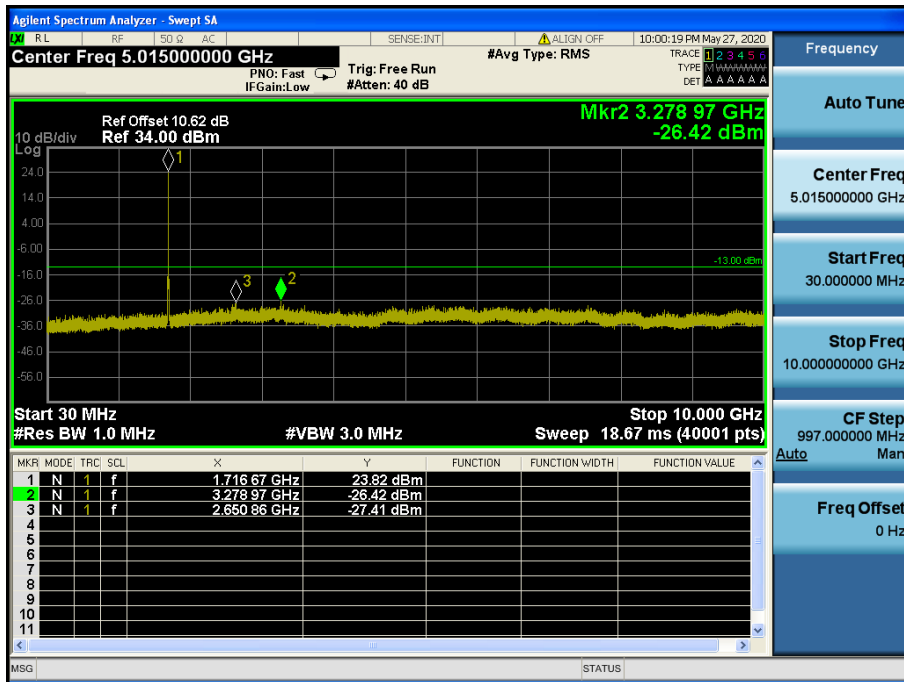 Agilent Spectrum Analyzer - Swept SA
LXI RL RF 50 Ω AC SENSE:INT ALIGN OFF 10:00:19 PM May 27, 2020
Center Freq 5.015000000 GHz #Avg Type: RMS TRACE 1 2 3 4 5 6
PNO: Fast Trig: Free Run TYPE M WWWWW
IFGain:Low #Atten: 40 dB DET A A A A A A
Mkr2 3.278 97 GHz
Ref Offset 10.62 dB
10 dB/div Ref 34.00 dBm -26.42 dBm
Log
1
24.0
14.0
4.00
-6.00
-13.00 dBm
-16.0
3 2
-26.0
-36.0
-46.0
-56.0
Start 30 MHz Stop 10.000 GHz
#Res BW 1.0 MHz #VBW 3.0 MHz Sweep 18.67 ms (40001 pts)
MKR MODE TRC SCL X Y FUNCTION FUNCTION WIDTH FUNCTION VALUE
1 N 1 f 1.716 67 GHz 23.82 dBm
2 N 1 f 3.278 97 GHz -26.42 dBm
3 N 1 f 2.650 86 GHz -27.41 dBm
4
5
6
7
8
9
10
11
MSG STATUS
Frequency
Auto Tune
Center Freq
5.015000000 GHz
Start Freq
30.000000 MHz
Stop Freq
10.000000000 GHz
CF Step
997.000000 MHz
Auto Man
Freq Offset
0 Hz